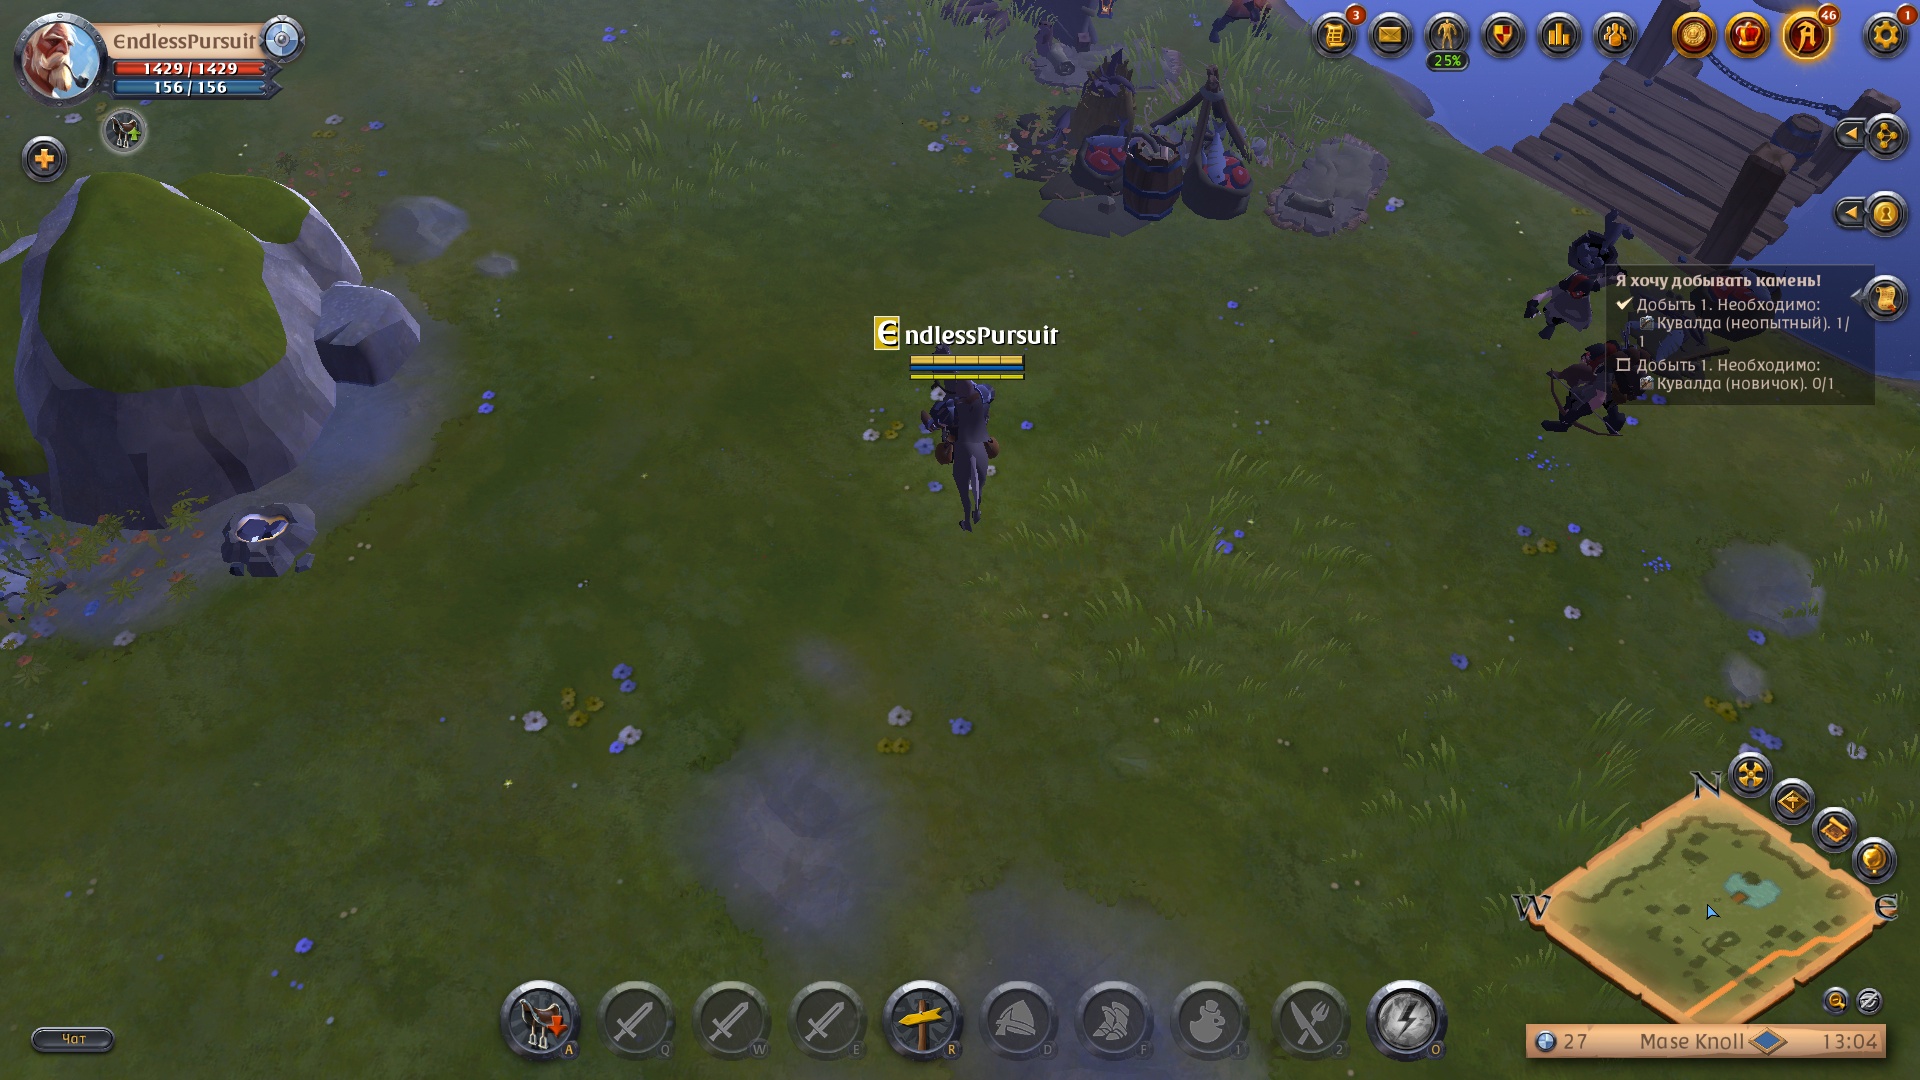 EndlessPursuit
1429 / 1429
156 / 156
3
25%
46
1
Я хочу добывать камень!
Добыть 1. Необходимо:
Кувалда (неопытный). 1/
1
Добыть 1. Необходимо:
Кувалда (новичок). 0/1
EndlessPursuit
N
W
E
A
Q
W
E
R
D
F
1
2
O
Чат
27
Mase Knoll
13:04